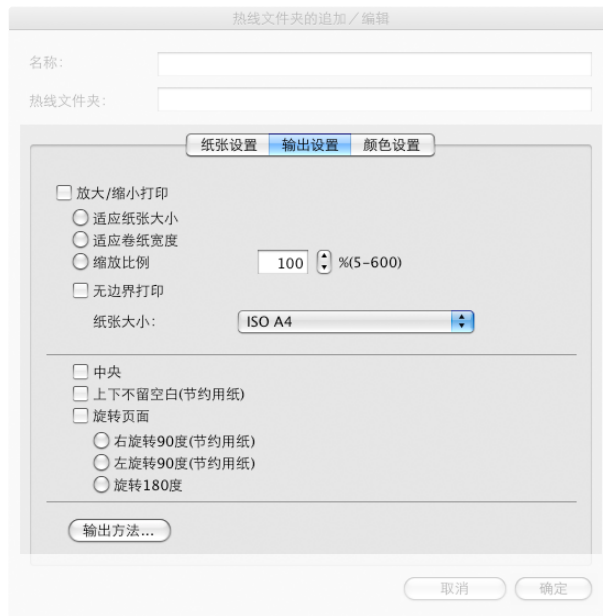 热线文件夹的追加／编辑
名称：
热线文件夹：
纸张设置 输出设置 颜色设置
放大/缩小打印
适应纸张大小
适应卷纸宽度
缩放比例 100 %(5-600)
无边界打印
纸张大小： ISO A4
中央
上下不留空白(节约用纸)
旋转页面
右旋转90度(节约用纸)
左旋转90度(节约用纸)
旋转180度
输出方法...
取消 确定